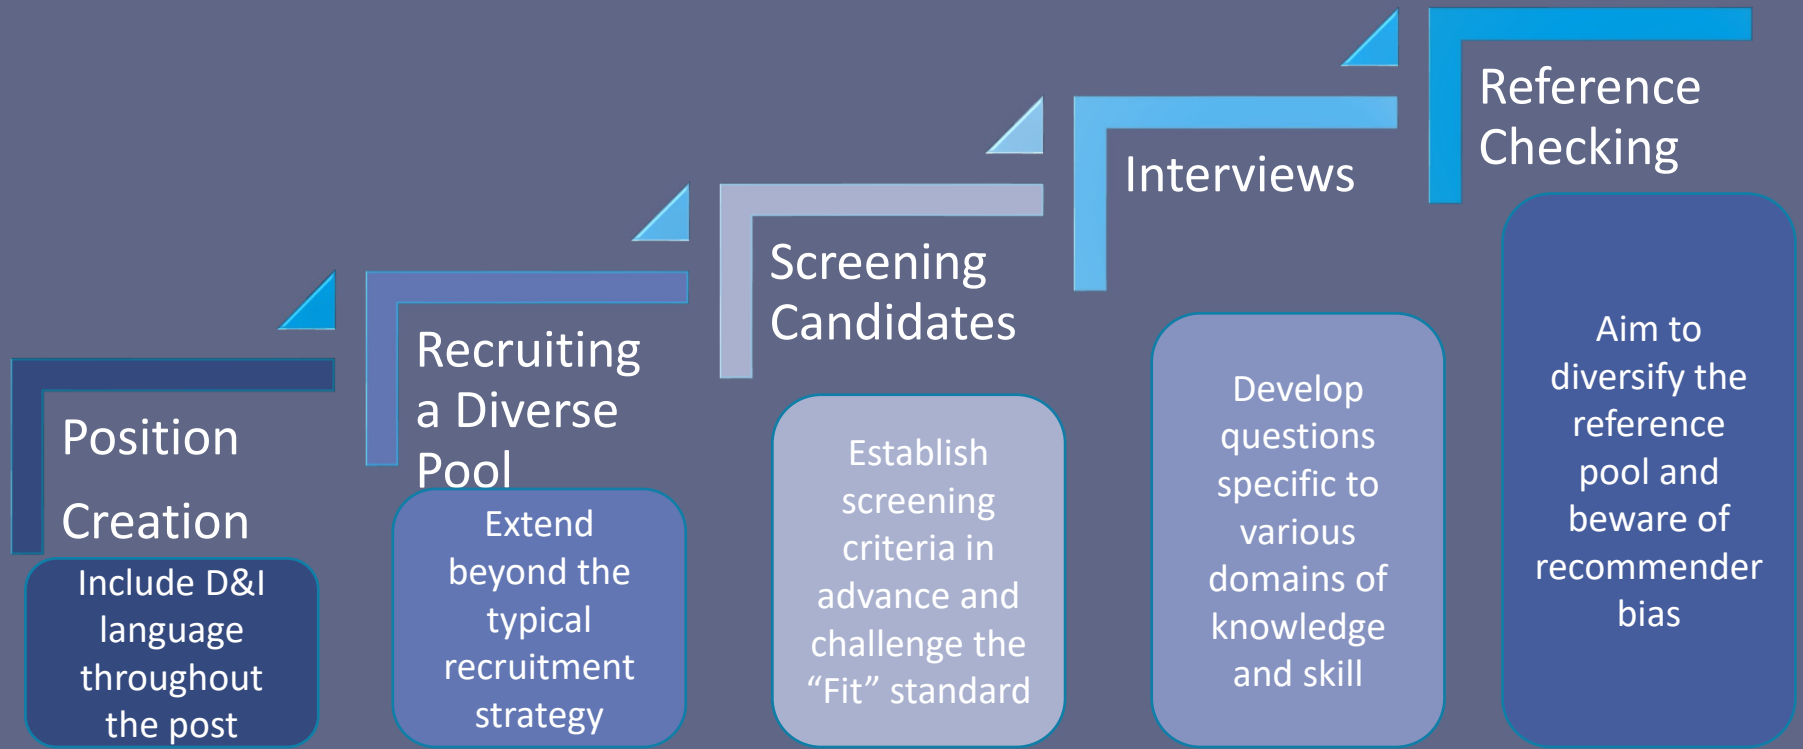 Position
Creation
Include D&I
language
throughout
the post
Recruiting
a Diverse
Pool
Extend
beyond the
typical
recruitment
strategy
Screening
Candidates
Establish
screening
criteria in
advance and
challenge the
“Fit” standard
Interviews
Develop
questions
specific to
various
domains of
knowledge
and skill
Reference
Checking
Aim to
diversify the
reference
pool and
beware of
recommender
bias